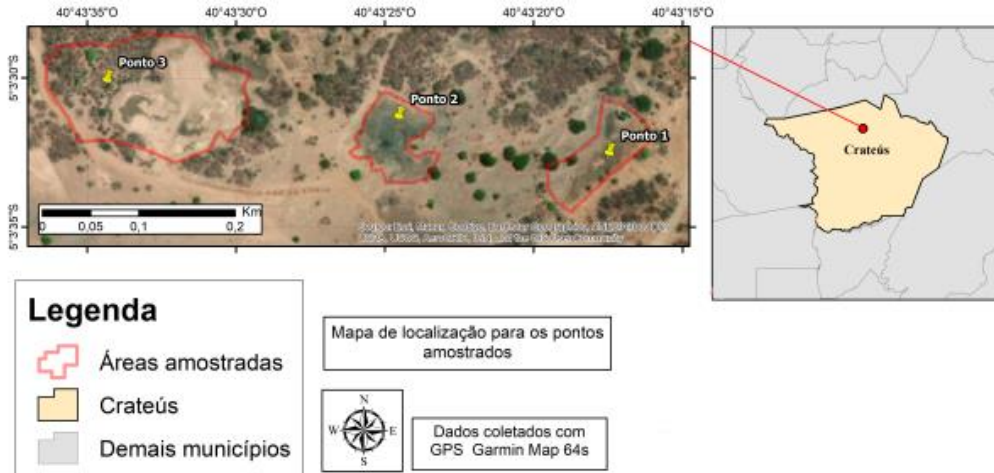 40°43'35"O
40°43'30"O
40°43'25"O
40°43'20"O
40°43'15"O
5°3'30"S
5°3'35"S
Ponto 3
Ponto 2
Ponto 1
Km
0 0,05 0,1 0,2
Crateús
Legenda
Áreas amostradas
Crateús
Demais municípios
Mapa de localização para os pontos
amostrados
N
W E
S
Dados coletados com
GPS Garmin Map 64s